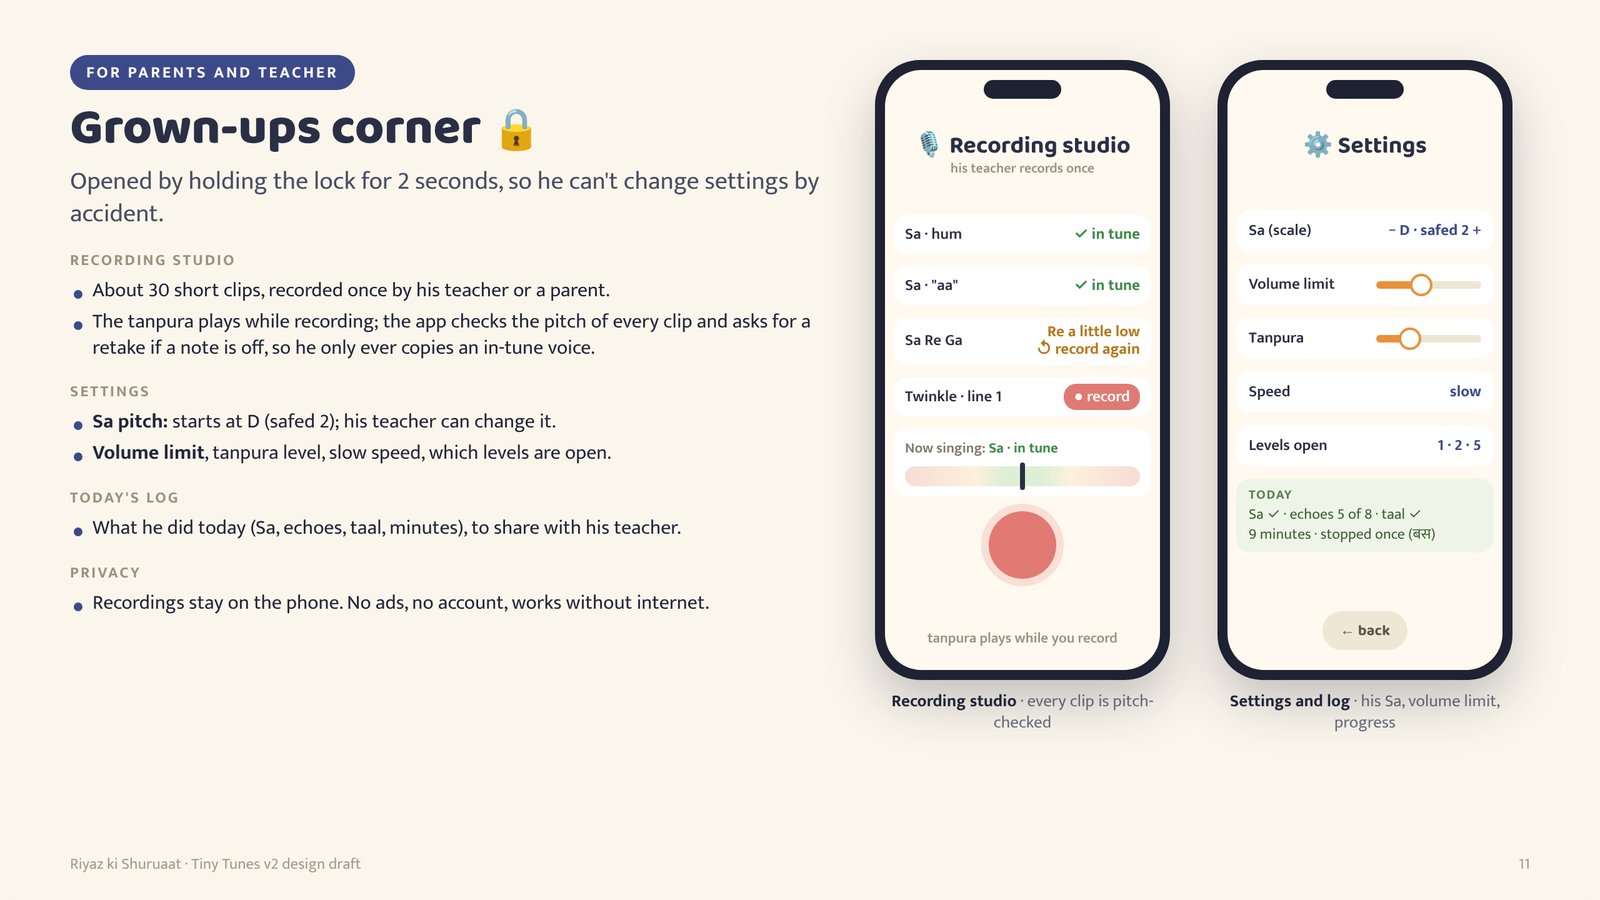 FOR PARENTS AND TEACHER
Grown-ups corner 🔒
Opened by holding the lock for 2 seconds, so he can't change settings by
accident.
RECORDING STUDIO
• About 30 short clips, recorded once by his teacher or a parent.
• The tanpura plays while recording; the app checks the pitch of every clip and asks for a
retake if a note is off, so he only ever copies an in-tune voice.
SETTINGS
• Sa pitch: starts at D (safed 2); his teacher can change it.
• Volume limit, tanpura level, slow speed, which levels are open.
TODAY'S LOG
• What he did today (Sa, echoes, taal, minutes), to share with his teacher.
PRIVACY
• Recordings stay on the phone. No ads, no account, works without internet.
🎙️ Recording studio
his teacher records once
Sa · hum ✓ in tune
Sa · "aa" ✓ in tune
Sa Re Ga Re a little low
↺ record again
Twinkle · line 1 ● record
Now singing: Sa · in tune
tanpura plays while you record
Recording studio · every clip is pitch-
checked
⚙️ Settings
Sa (scale) − D · safed 2 +
Volume limit
Tanpura
Speed slow
Levels open 1 · 2 · 5
TODAY
Sa ✓ · echoes 5 of 8 · taal ✓
9 minutes · stopped once (बस)
← back
Settings and log · his Sa, volume limit,
progress
Riyaz ki Shuruaat · Tiny Tunes v2 design draft
11